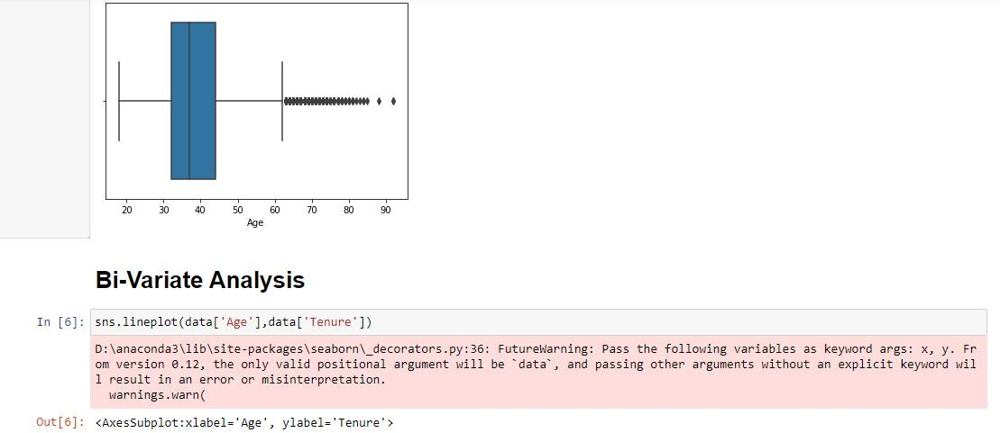 20 30 40 50 60 70 80 90
Age
Bi-Variate Analysis
In [6]: sns.lineplot(data['Age'],data['Tenure'])
D:\anaconda3\lib\site-packages\seaborn\_decorators.py:36: FutureWarning: Pass the following variables as keyword args: x, y. Fr
om version 0.12, the only valid positional argument will be `data`, and passing other arguments without an explicit keyword wil
l result in an error or misinterpretation.
warnings.warn(
Out[6]: <AxesSubplot:xlabel='Age', ylabel='Tenure'>